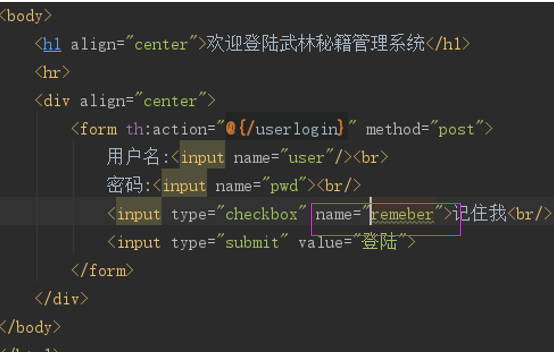 <body>
<h1 align="center">欢迎登陆武林秘籍管理系统</h1>
<hr>
<div align="center">
<form th:action="@{/userlogin}" method="post">
用户名:<input name="user"/><br>
密码:<input name="pwd"><br/>
<input type="checkbox" name="remeber">记住我<br/>
<input type="submit" value="登陆">
</form>
</div>
</body>